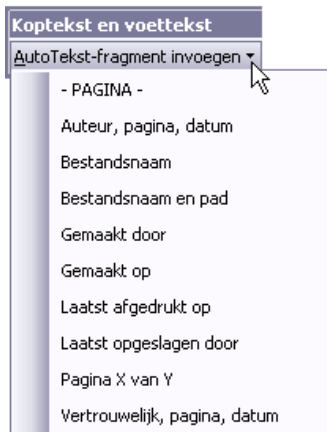 Koptekst en voettekst
AutoTekst-fragment invoegen
- PAGINA -
Auteur, pagina, datum
Bestandsnaam
Bestandsnaam en pad
Gemaakt door
Gemaakt op
Laatst afgedrukt op
Laatst opgeslagen door
Pagina X van Y
Vertrouwelijk, pagina, datum